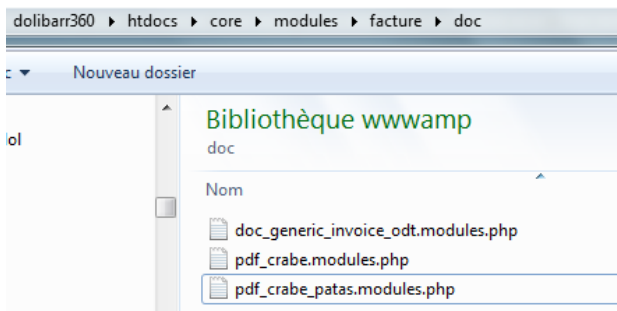 dolibarr360 ▸ htdocs ▸ core ▸ modules ▸ facture ▸ doc
Nouveau dossier
Bibliothèque wwwamp
doc
Nom
doc_generic_invoice_odt.modules.php
pdf_crabe.modules.php
pdf_crabe_patas.modules.php